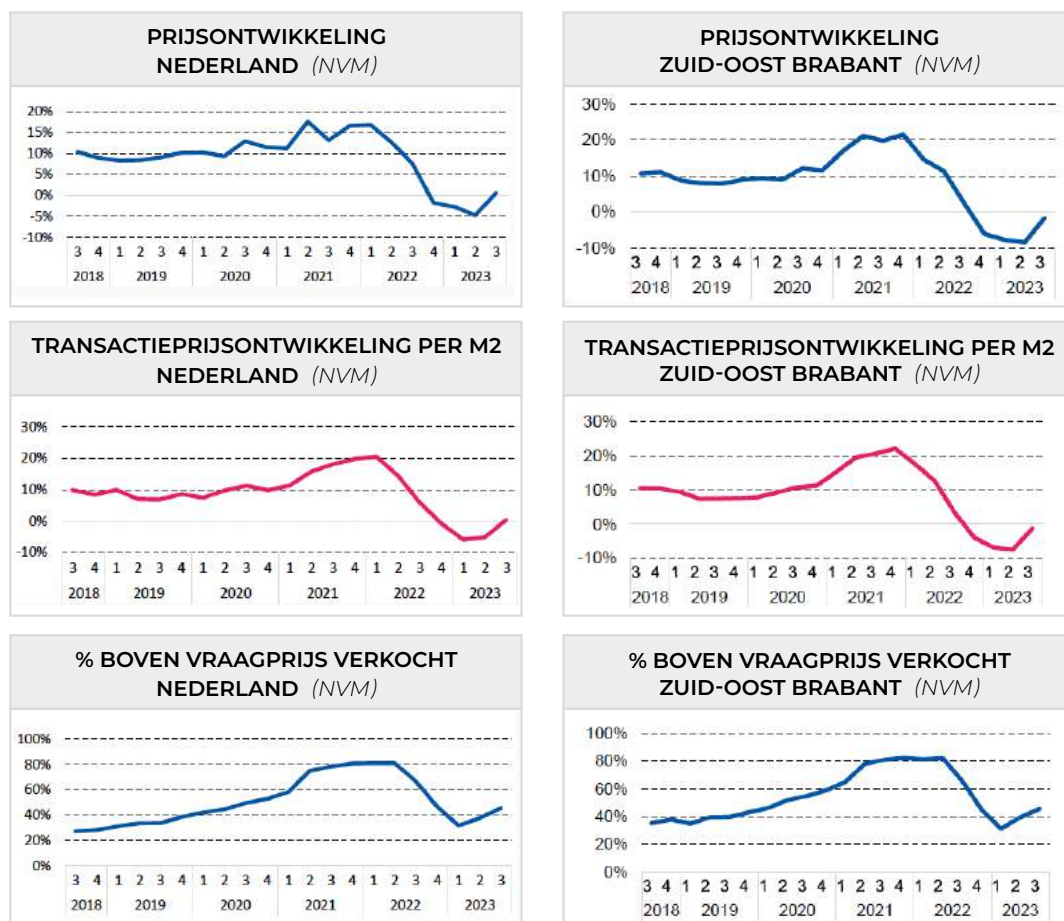 PRIJSONTWIKKELING
NEDERLAND (NVM)
20%
15%
10%
5%
0%
-5%
-10%
3 4 1 2 3 4 1 2 3 4 1 2 3 4 1 2 3 4 1 2 3
2018 2019 2020 2021 2022 2023
PRIJSONTWIKKELING
ZUID-OOST BRABANT (NVM)
30%
20%
10%
0%
-10%
3 4 1 2 3 4 1 2 3 4 1 2 3 4 1 2 3 4 1 2 3
2018 2019 2020 2021 2022 2023
TRANSACTIEPRIJSONTWIKKELING PER M2
NEDERLAND (NVM)
30%
20%
10%
0%
-10%
3 4 1 2 3 4 1 2 3 4 1 2 3 4 1 2 3 4 1 2 3
2018 2019 2020 2021 2022 2023
TRANSACTIEPRIJSONTWIKKELING PER M2
ZUID-OOST BRABANT (NVM)
30%
20%
10%
0%
-10%
3 4 1 2 3 4 1 2 3 4 1 2 3 4 1 2 3 4 1 2 3
2018 2019 2020 2021 2022 2023
% BOVEN VRAAGPRIJS VERKOCHT
NEDERLAND (NVM)
100%
80%
60%
40%
20%
0%
3 4 1 2 3 4 1 2 3 4 1 2 3 4 1 2 3 4 1 2 3
2018 2019 2020 2021 2022 2023
% BOVEN VRAAGPRIJS VERKOCHT
ZUID-OOST BRABANT (NVM)
100%
80%
60%
40%
20%
0%
3 4 1 2 3 4 1 2 3 4 1 2 3 4 1 2 3 4 1 2 3
2018 2019 2020 2021 2022 2023